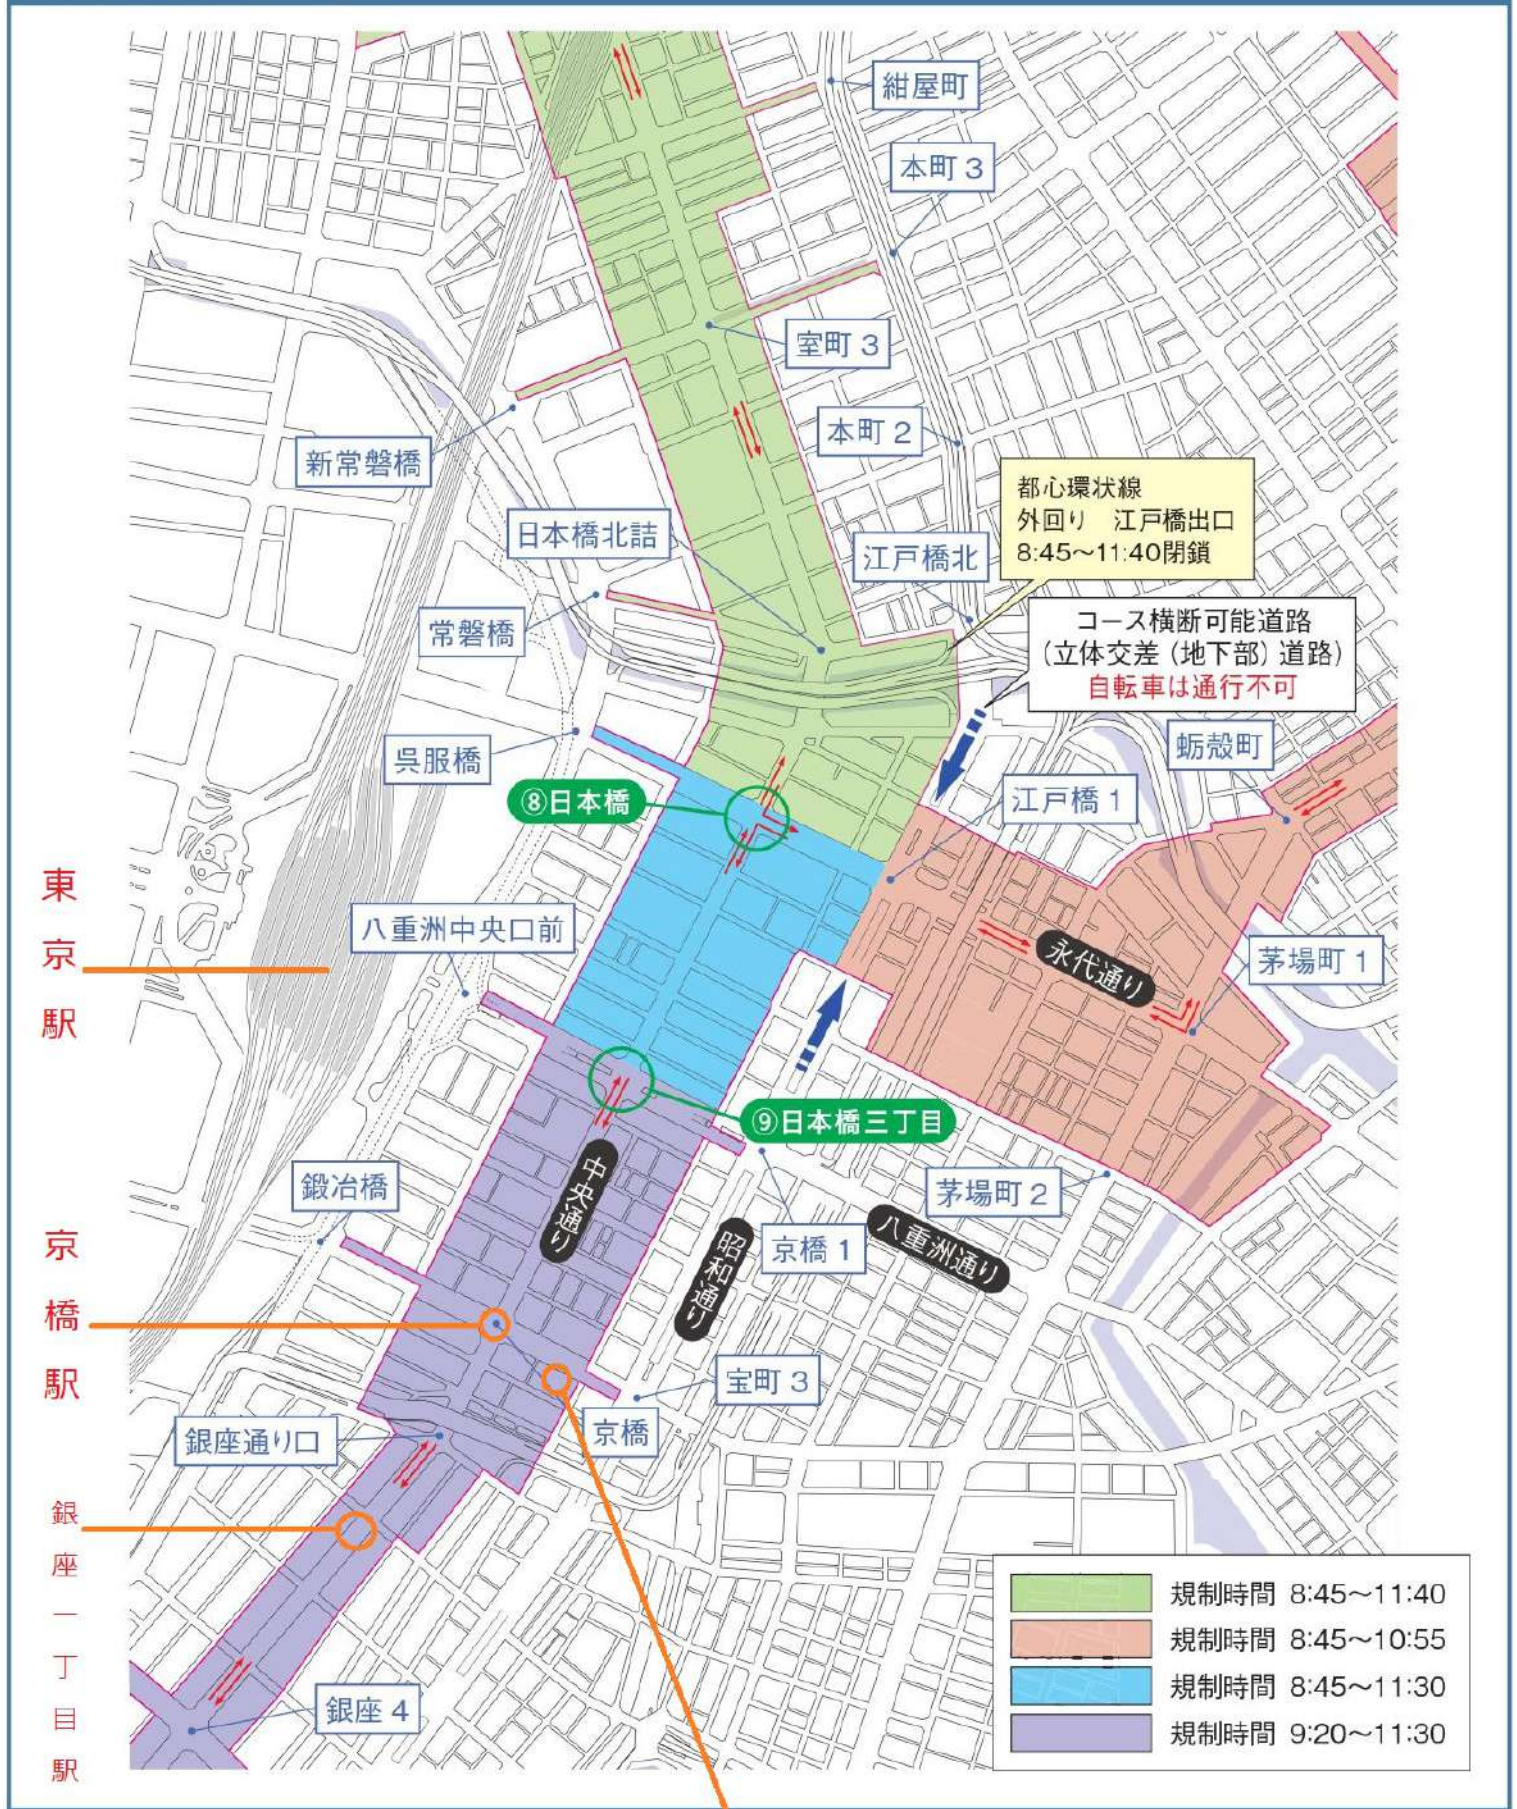 紺屋町
本町3
室町3
本町2
新常磐橋
日本橋北詰
都心環状線
外回り 江戸橋出口
8:45〜11:40閉鎖
江戸橋北
常磐橋
コース横断可能道路
(立体交差(地下部)道路)
自転車は通行不可
呉服橋
蛎殻町
⑧日本橋
江戸橋1
東京駅
八重洲中央口前
永代通り
茅場町1
⑨日本橋三丁目
中央通り
鍛冶橋
茅場町2
京橋1
八重洲通り
昭和通り
京橋駅
宝町3
京橋
銀座通り口
銀座一丁目駅
銀座4
規制時間 8:45〜11:40
規制時間 8:45〜10:55
規制時間 8:45〜11:30
規制時間 9:20〜11:30